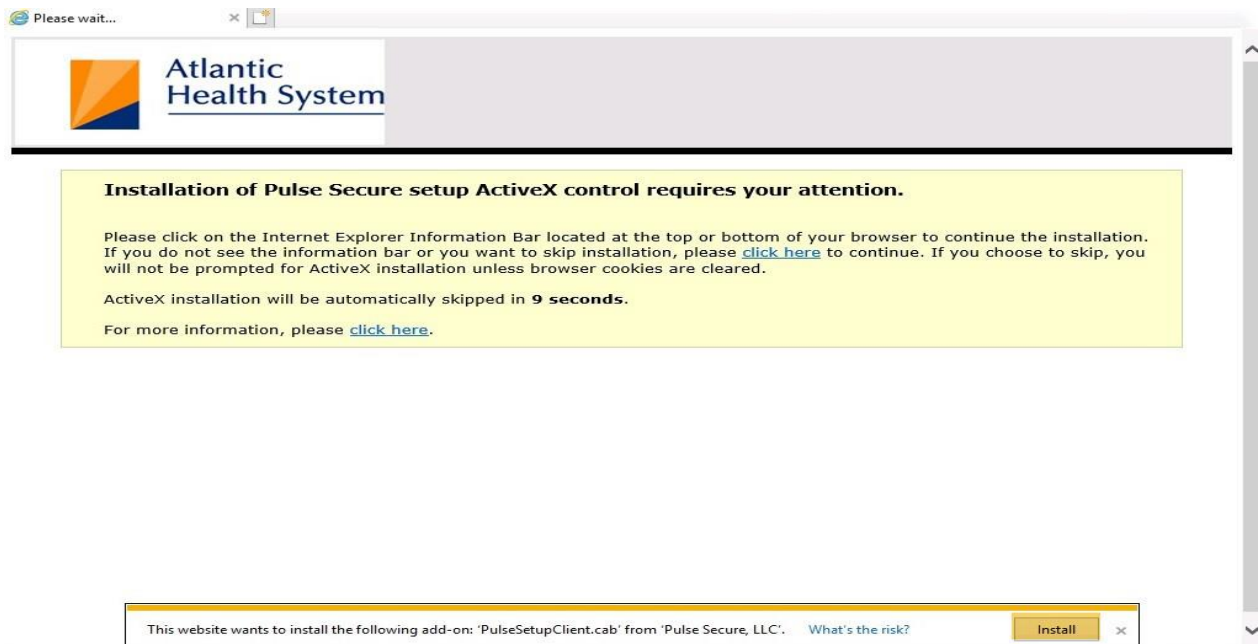 Please wait...
Atlantic
Health System
Installation of Pulse Secure setup ActiveX control requires your attention.
Please click on the Internet Explorer Information Bar located at the top or bottom of your browser to continue the installation.
If you do not see the information bar or you want to skip installation, please click here to continue. If you choose to skip, you
will not be prompted for ActiveX installation unless browser cookies are cleared.
ActiveX installation will be automatically skipped in 9 seconds.
For more information, please click here.
This website wants to install the following add-on: 'PulseSetupClient.cab' from 'Pulse Secure, LLC'. What's the risk? Install